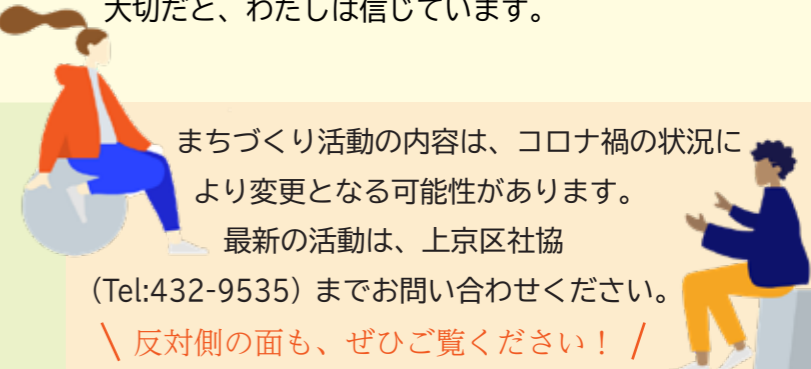 大切だと、わたしは信じています。
まちづくり活動の内容は、コロナ禍の状況に
より変更となる可能性があります。
最新の活動は、上京区社協
（Tel:432-9535）までお問い合わせください。
\ 反対側の面も、ぜひご覧ください！ /